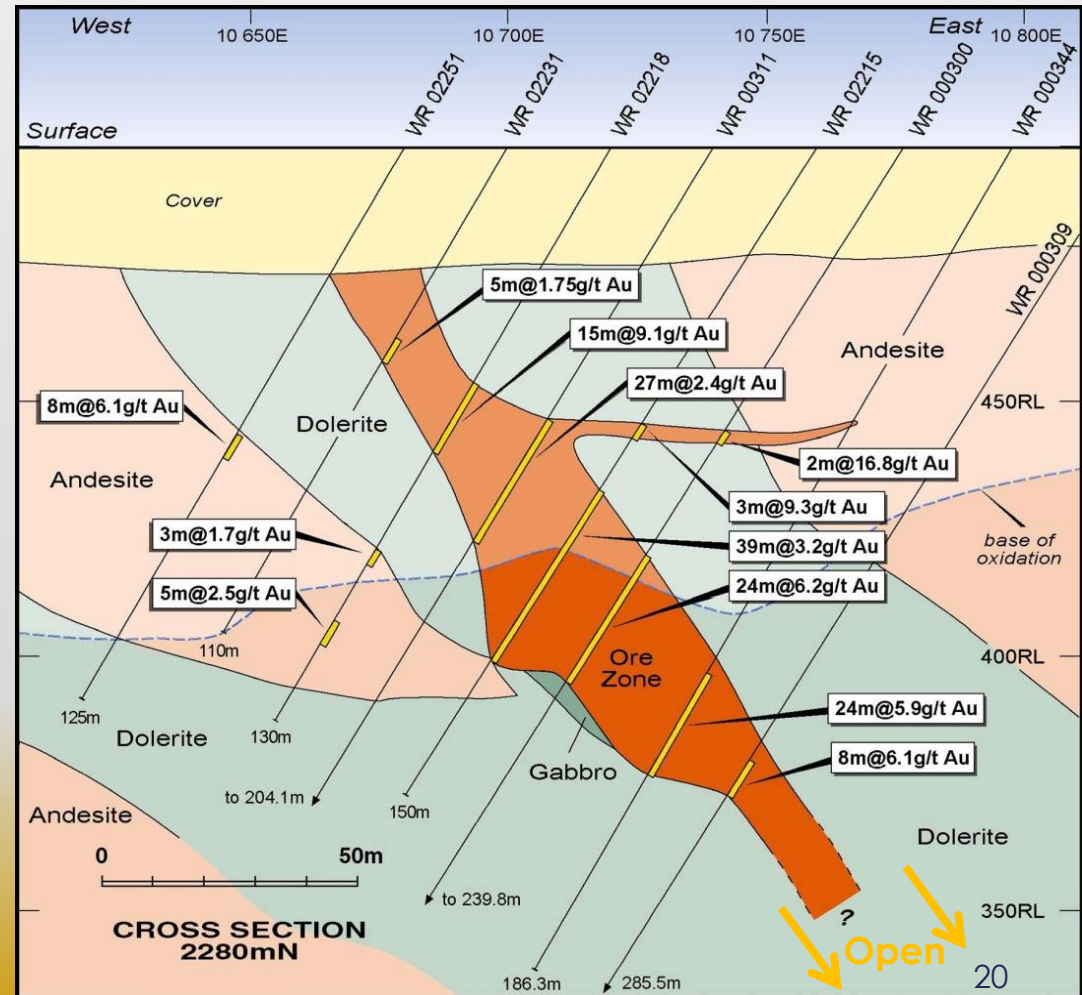 West
East
10 650E
10 700E
10 750E
10 800E
WR 02251
WR 02231
WR 02218
WR 00311
WR 02215
WR 000300
WR 000344
Surface
Cover
WR 000309
5m@1.75g/t Au
15m@9.1g/t Au
Andesite
27m@2.4g/t Au
8m@6.1g/t Au
450RL
Dolerite
2m@16.8g/t Au
Andesite
3m@9.3g/t Au
3m@1.7g/t Au
39m@3.2g/t Au
base of
oxidation
24m@6.2g/t Au
5m@2.5g/t Au
110m
Ore
Zone
400RL
125m
130m
24m@5.9g/t Au
Dolerite
8m@6.1g/t Au
Gabbro
to 204.1m
150m
Andesite
Dolerite
0
50m
to 239.8m
350RL
?
CROSS SECTION
2280mN
Open
186.3m
285.5m
20